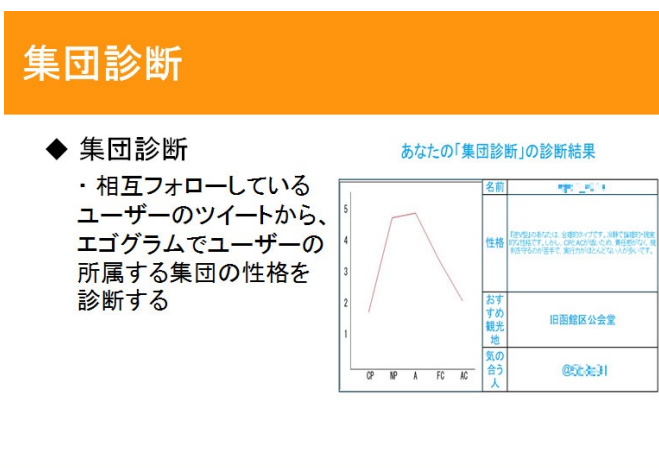 集団診断
◆ 集団診断
・相互フォローしている
ユーザーのツイートから、
エゴグラムでユーザーの
所属する集団の性格を
診断する
あなたの「集団診断」の診断結果
5
4
3
2
1
CP NP A FC AC
名前
性格
おす
すめ
観光
地
旧函館区公会堂
気の
合う
人